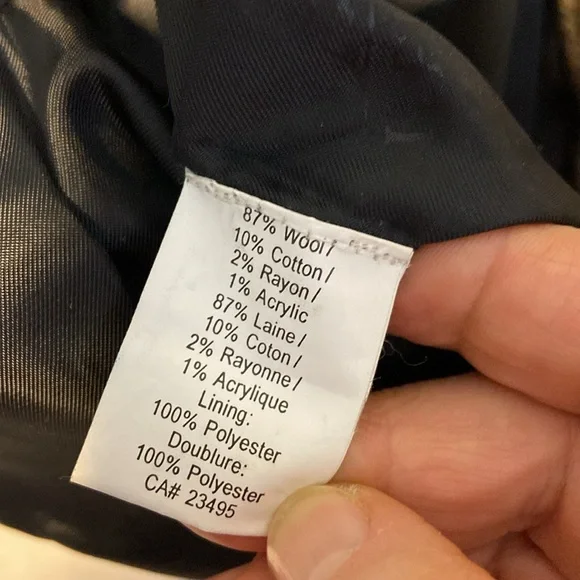 87% Wool /
10% Cotton /
2% Rayon /
1% Acrylic
87% Laine /
10% Coton /
2% Rayonne /
1% Acrylique
Lining:
100% Polyester
Doublure:
100% Polyester
CA# 23495